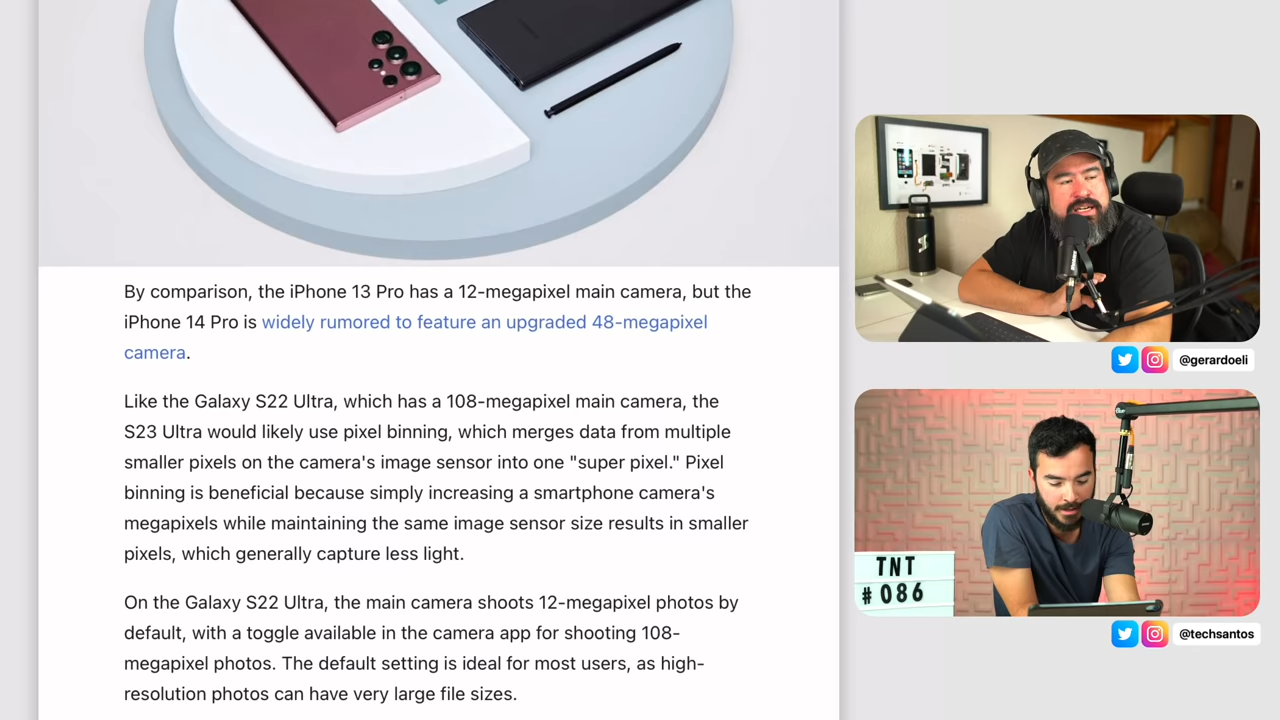 By comparison, the iPhone 13 Pro has a 12-megapixel main camera, but the
iPhone 14 Pro is widely rumored to feature an upgraded 48-megapixel
camera.
Like the Galaxy S22 Ultra, which has a 108-megapixel main camera, the
S23 Ultra would likely use pixel binning, which merges data from multiple
smaller pixels on the camera's image sensor into one "super pixel." Pixel
binning is beneficial because simply increasing a smartphone camera's
megapixels while maintaining the same image sensor size results in smaller
pixels, which generally capture less light.
On the Galaxy S22 Ultra, the main camera shoots 12-megapixel photos by
default, with a toggle available in the camera app for shooting 108-
megapixel photos. The default setting is ideal for most users, as high-
resolution photos can have very large file sizes.
@gerardoeli
TNT
#086
@techsantos